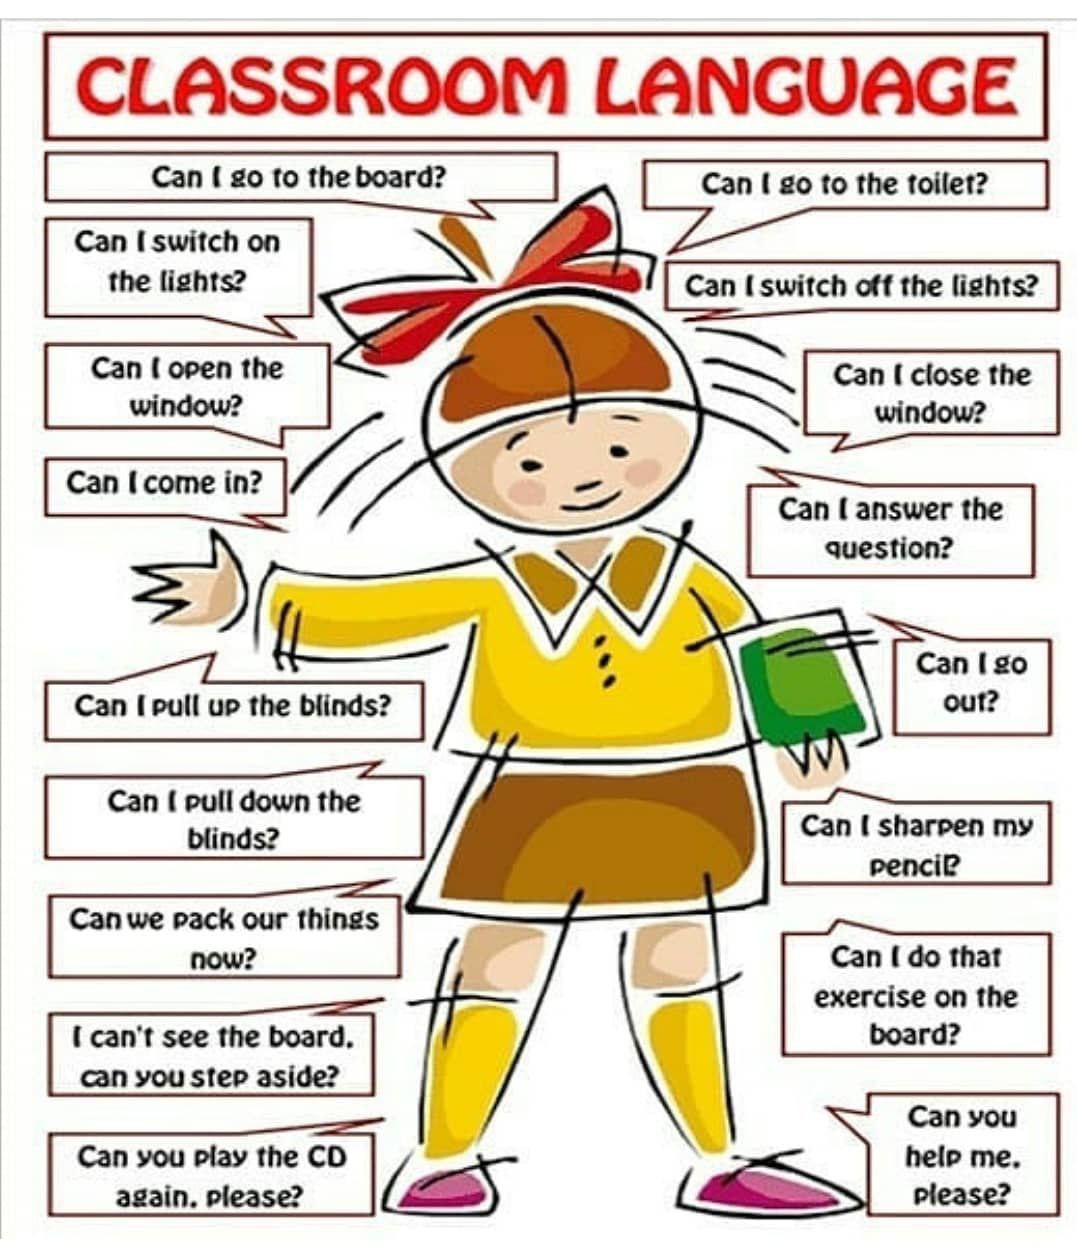 CLASSROOM LANGUAGE
Can I go to the board?
Can I go to the toilet?
Can I switch on
the lights?
Can I switch off the lights?
Can I open the
window?
Can I close the
window?
Can I come in?
Can I answer the
question?
Can I go
out?
Can I pull up the blinds?
Can I pull down the
blinds?
Can I sharpen my
pencil?
Can we pack our things
now?
Can I do that
exercise on the
board?
I can't see the board,
can you step aside?
Can you play the CD
again, please?
Can you
help me,
please?